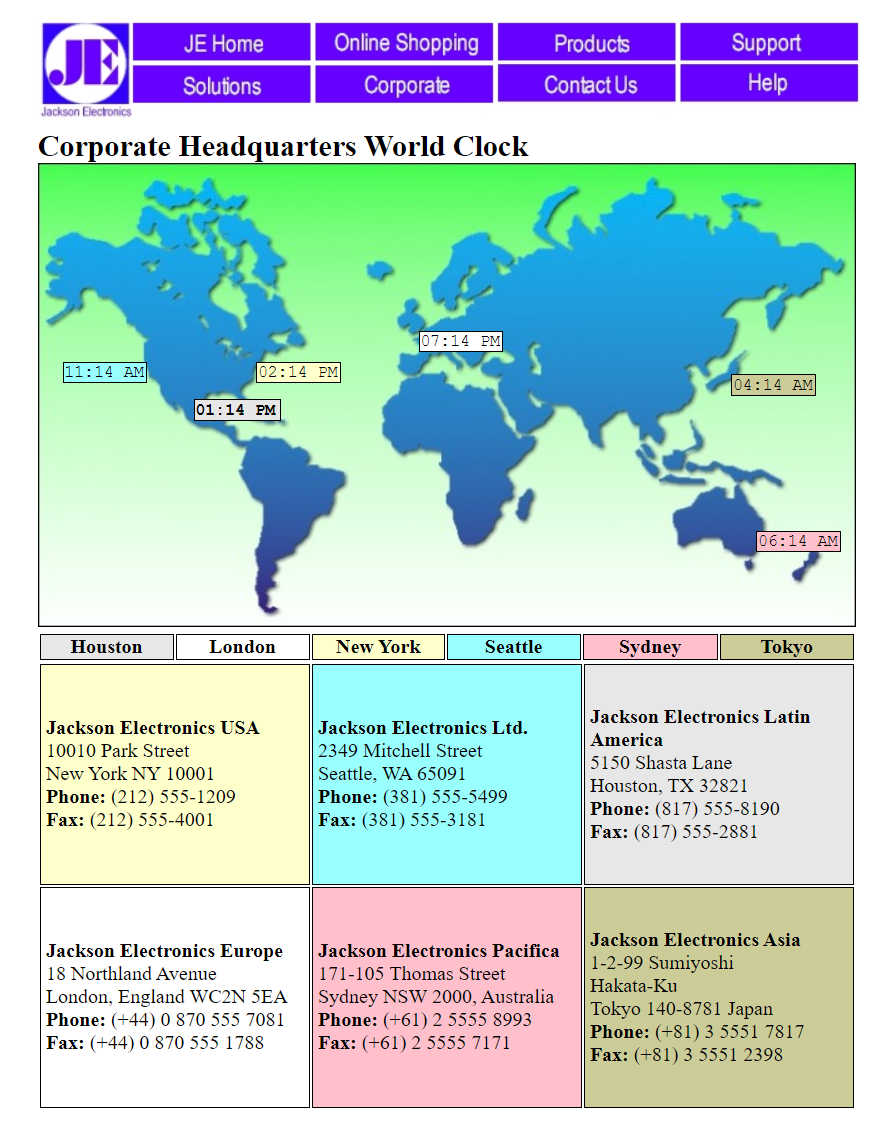 JE
JE Home Online Shopping Products Support
Solutions Corporate Contact Us Help
Jackson Electronics
Corporate Headquarters World Clock
07:14 PM
11:14 AM 02:14 PM
04:14 AM
01:14 PM
06:14 AM
Houston London New York Seattle Sydney Tokyo
Jackson Electronics USA
10010 Park Street
New York NY 10001
Phone: (212) 555-1209
Fax: (212) 555-4001
Jackson Electronics Ltd.
2349 Mitchell Street
Seattle, WA 65091
Phone: (381) 555-5499
Fax: (381) 555-3181
Jackson Electronics Latin
America
5150 Shasta Lane
Houston, TX 32821
Phone: (817) 555-8190
Fax: (817) 555-2881
Jackson Electronics Europe
18 Northland Avenue
London, England WC2N 5EA
Phone: (+44) 0 870 555 7081
Fax: (+44) 0 870 555 1788
Jackson Electronics Pacifica
171-105 Thomas Street
Sydney NSW 2000, Australia
Phone: (+61) 2 5555 8993
Fax: (+61) 2 5555 7171
Jackson Electronics Asia
1-2-99 Sumiyoshi
Hakata-Ku
Tokyo 140-8781 Japan
Phone: (+81) 3 5551 7817
Fax: (+81) 3 5551 2398